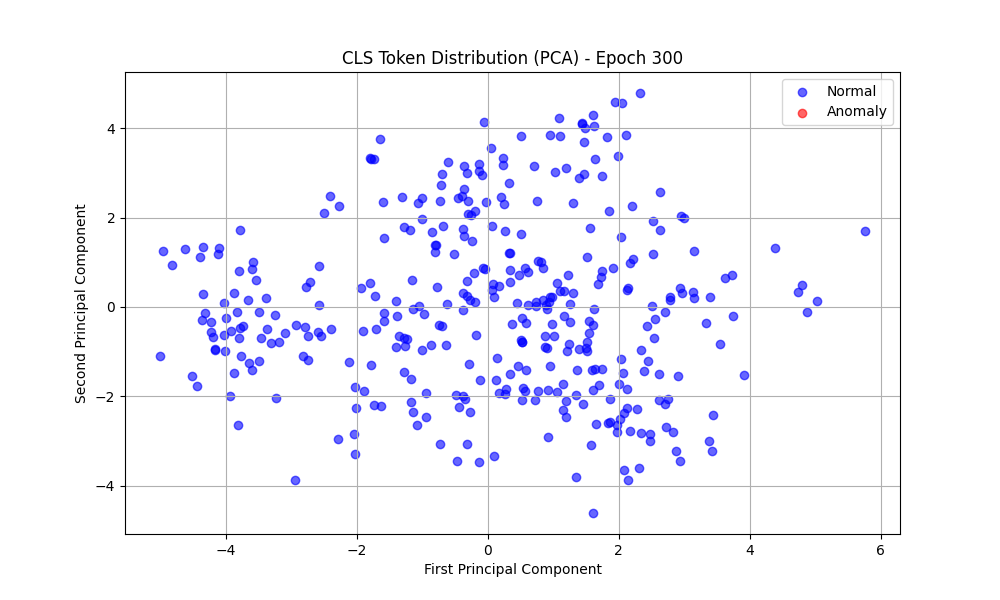 CLS Token Distribution (PCA) - Epoch 300
Normal
Anomaly
4
2
0
−2
−4
Second Principal Component
−4
−2
0
2
4
6
First Principal Component